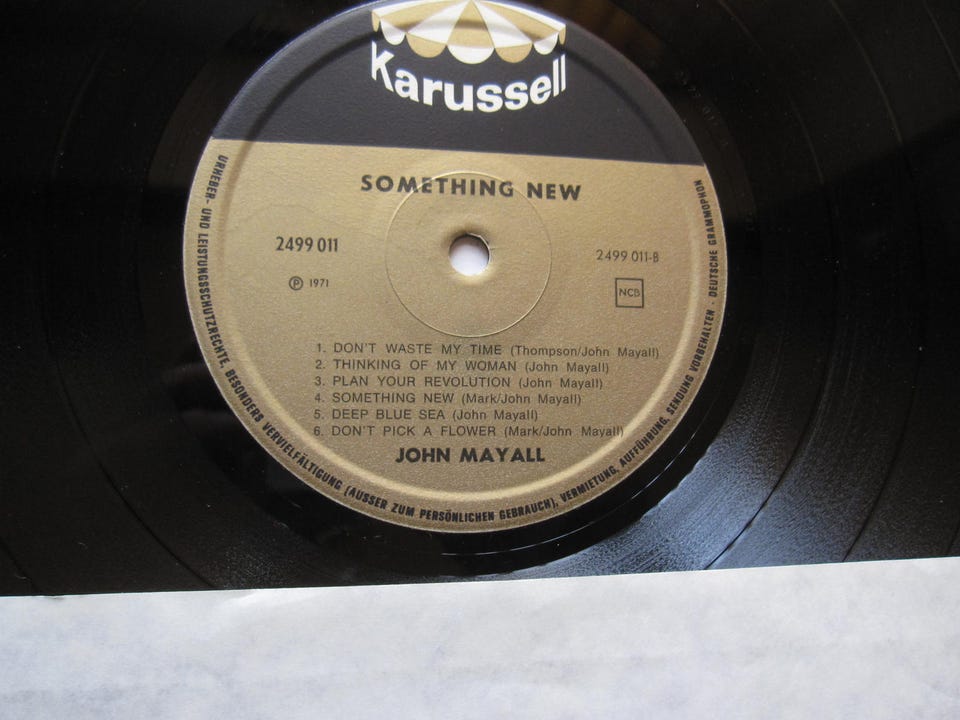 Karussell
SOMETHING NEW
2499 011
2499 011-B
Ⓟ 1971
NCB
1. DON'T WASTE MY TIME (Thompson/John Mayall)
2. THINKING OF MY WOMAN (John Mayall)
3. PLAN YOUR REVOLUTION (John Mayall)
4. SOMETHING NEW (Mark/John Mayall)
5. DEEP BLUE SEA (John Mayall)
6. DON'T PICK A FLOWER (Mark/John Mayall)
JOHN MAYALL
URHEBER- UND LEISTUNGSSCHUTZRECHTE, BESONDERS VERVIELFÄLTIGUNG (AUSSER ZUM PERSÖNLICHEN GEBRAUCH), VERMIETUNG, AUFFÜHRUNG, SENDUNG VORBEHALTEN · DEUTSCHE GRAMMOPHON